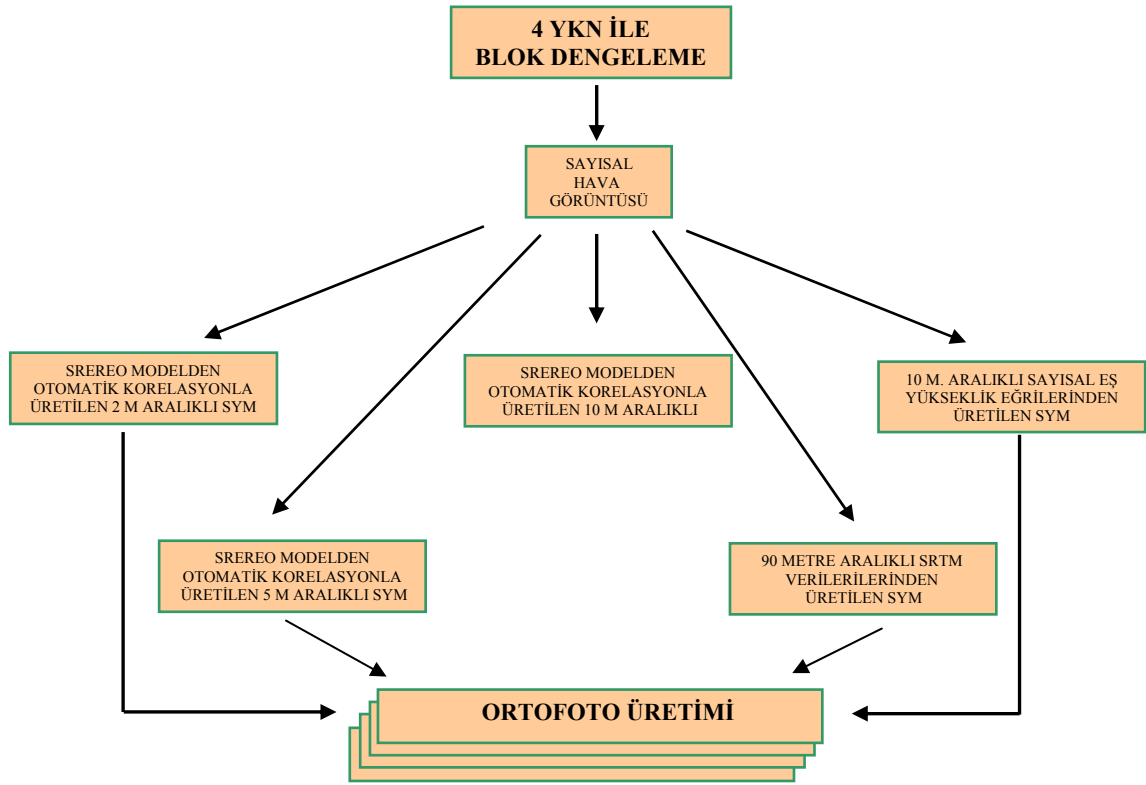 4 YKN İLE
BLOK DENGELEME
SAYISAL
HAVA
GÖRÜNTÜSÜ
SREREO MODELDEN
OTOMATİK KORELASYONLA
ÜRETİLEN 2 M ARALIKLI SYM
SREREO MODELDEN
OTOMATİK KORELASYONLA
ÜRETİLEN 10 M ARALIKLI
10 M. ARALIKLI SAYISAL EŞ
YÜKSEKLİK EĞRİLERİNDEN
ÜRETİLEN SYM
SREREO MODELDEN
OTOMATİK KORELASYONLA
ÜRETİLEN 5 M ARALIKLI SYM
90 METRE ARALIKLI SRTM
VERİLERİLERİNDEN
ÜRETİLEN SYM
ORTOFOTO ÜRETİMİ